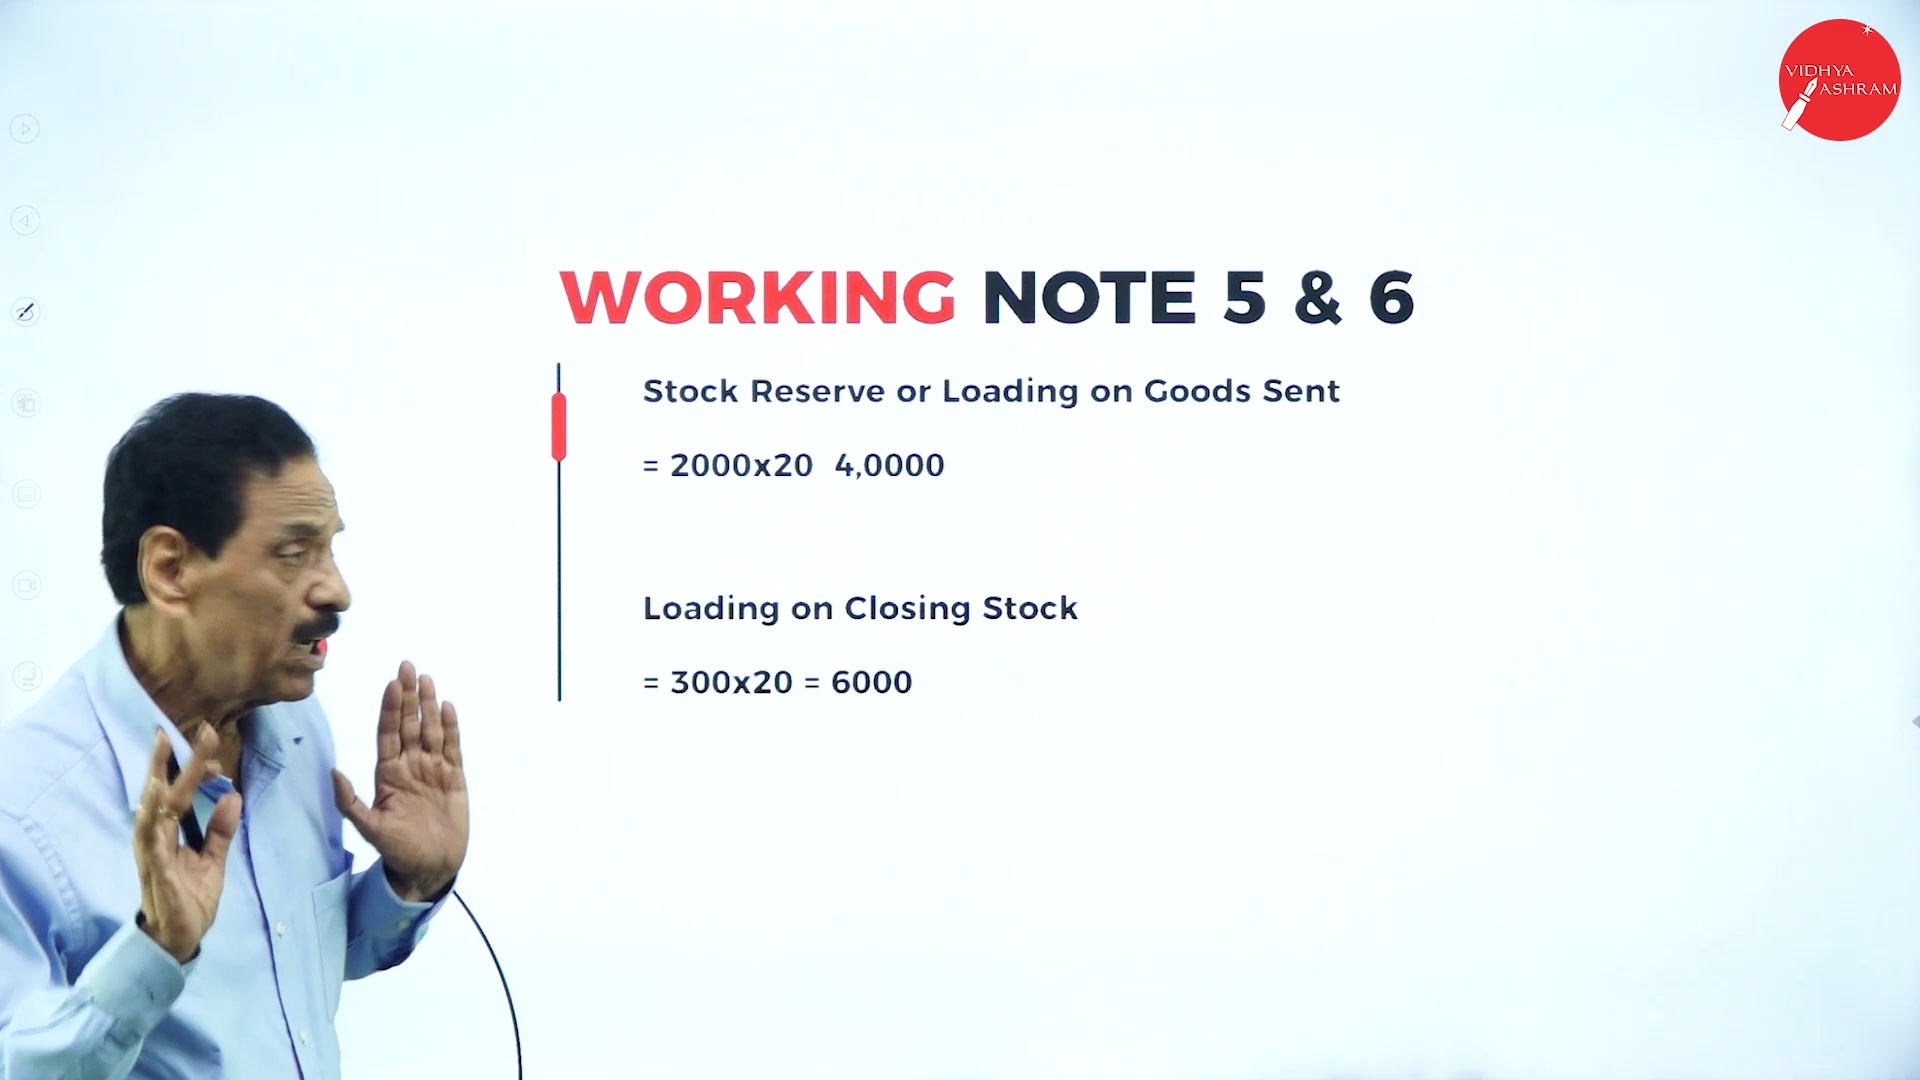 VIDHYA
ASHRAM
WORKING NOTE 5 & 6
Stock Reserve or Loading on Goods Sent
= 2000x20 4,0000
Loading on Closing Stock
= 300x20 = 6000